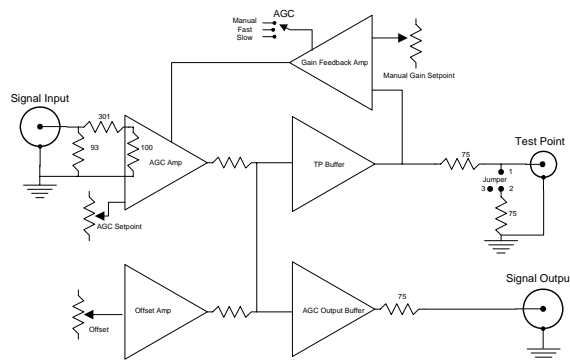 AGC
Manual
Fast
Slow
Gain Feedback Amp
Manual Gain Setpoint
Signal Input
301
93
100
AGC Amp
AGC Setpoint
TP Buffer
75
Test Point
1
Jumper
3
2
75
Offset Amp
Offset
AGC Output Buffer
75
Signal Outpu